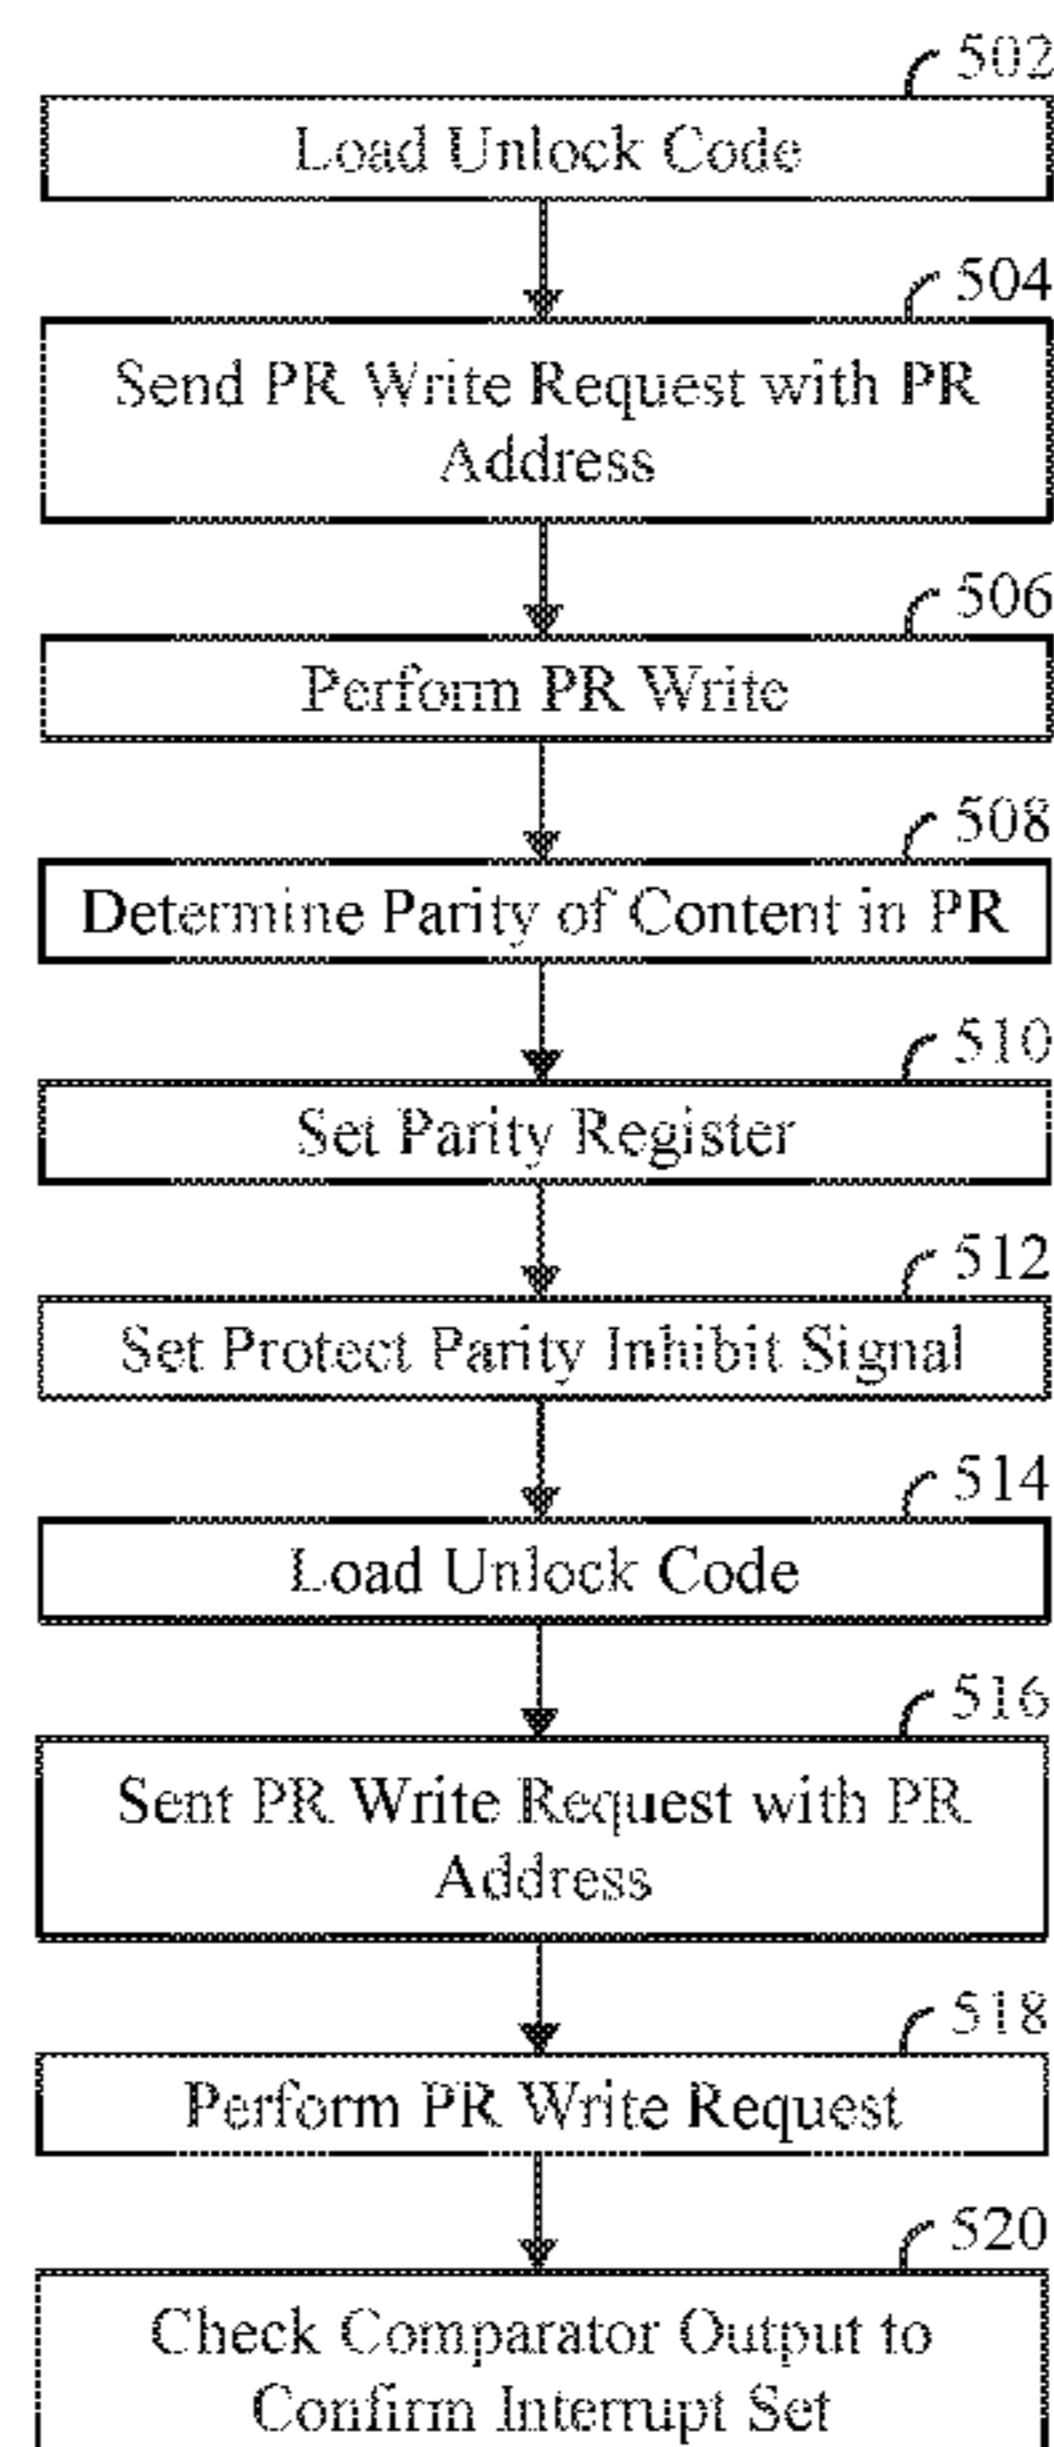 502
Load Unlock Code
504
Send PR Write Request with PR
Address
506
Perform PR Write
508
Determine Parity of Content in PR
510
Set Parity Register
512
Set Protect Parity Inhibit Signal
514
Load Unlock Code
516
Sent PR Write Request with PR
Address
518
Perform PR Write Request
520
Check Comparator Output to
Confirm Interrupt Set